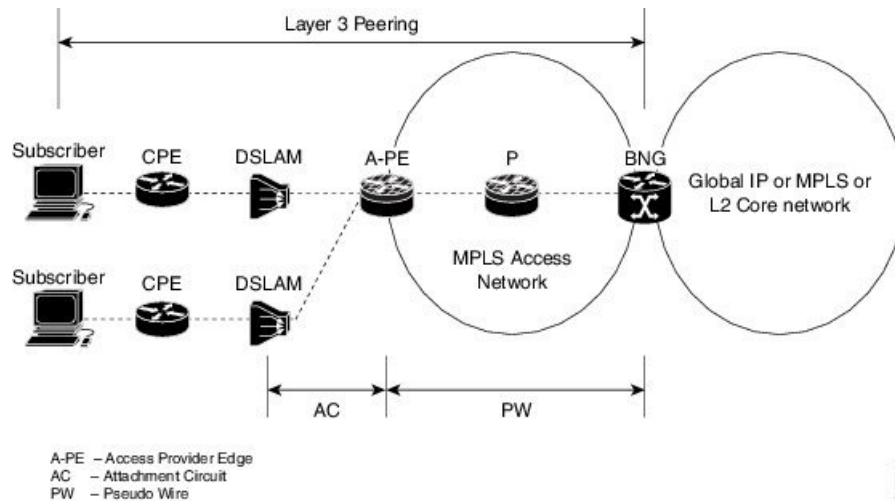 Layer 3 Peering
Subscriber
CPE
DSLAM
A-PE
P
BNG
Global IP or MPLS or
L2 Core network
MPLS Access
Network
Subscriber
CPE
DSLAM
AC
PW
A-PE – Access Provider Edge
AC – Attachment Circuit
PW – Pseudo Wire